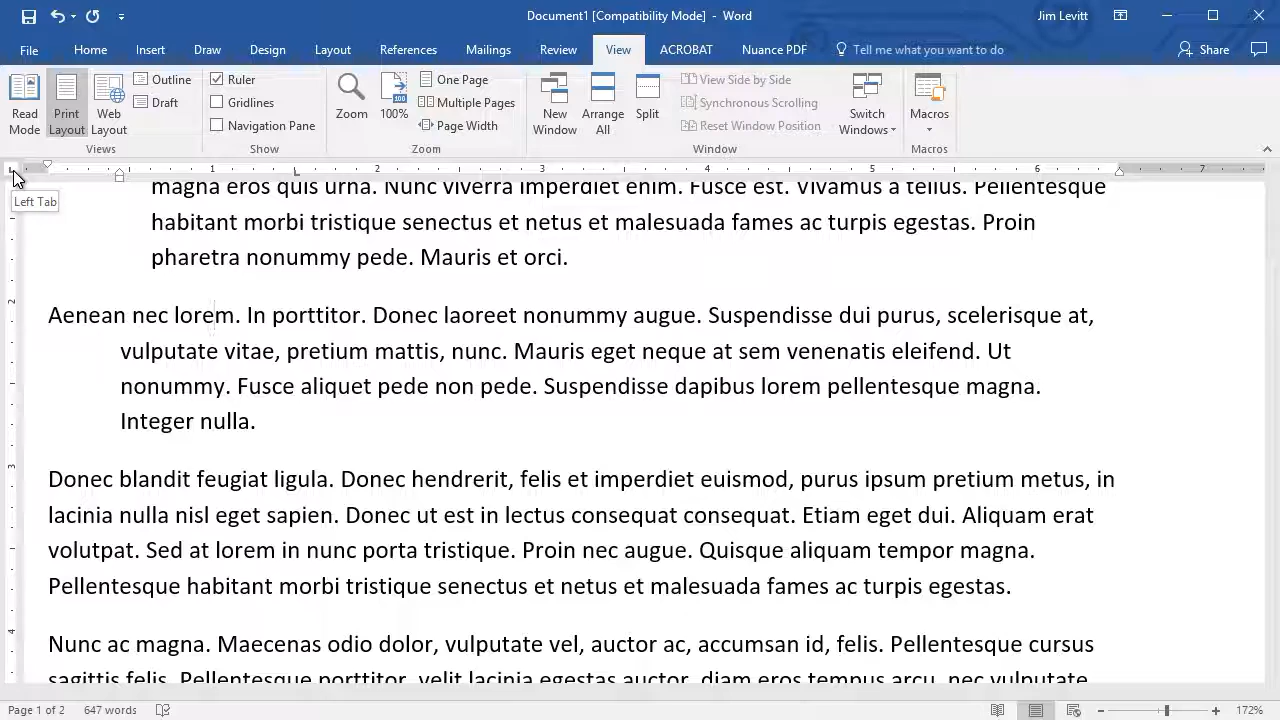 Document1 [Compatibility Mode] - Word
Jim Levitt
File Home Insert Draw Design Layout References Mailings Review View ACROBAT Nuance PDF Tell me what you want to do Share
Read Mode
Print Layout
Web Layout
Outline
Draft
Views
Ruler
Gridlines
Navigation Pane
Show
Zoom
100
100%
One Page
Multiple Pages
Page Width
Zoom
New Window
Arrange All
Split
View Side by Side
Synchronous Scrolling
Reset Window Position
Switch Windows
Window
Macros
Macros
1 2 3 4 5 6 7
Left Tab
magna eros quis urna. Nunc viverra imperdiet enim. Fusce est. Vivamus a tellus. Pellentesque
habitant morbi tristique senectus et netus et malesuada fames ac turpis egestas. Proin
pharetra nonummy pede. Mauris et orci.
2
Aenean nec lorem. In porttitor. Donec laoreet nonummy augue. Suspendisse dui purus, scelerisque at,
vulputate vitae, pretium mattis, nunc. Mauris eget neque at sem venenatis eleifend. Ut
nonummy. Fusce aliquet pede non pede. Suspendisse dapibus lorem pellentesque magna.
Integer nulla.
3
Donec blandit feugiat ligula. Donec hendrerit, felis et imperdiet euismod, purus ipsum pretium metus, in
lacinia nulla nisl eget sapien. Donec ut est in lectus consequat consequat. Etiam eget dui. Aliquam erat
volutpat. Sed at lorem in nunc porta tristique. Proin nec augue. Quisque aliquam tempor magna.
Pellentesque habitant morbi tristique senectus et netus et malesuada fames ac turpis egestas.
4
Nunc ac magna. Maecenas odio dolor, vulputate vel, auctor ac, accumsan id, felis. Pellentesque cursus
sagittis felis. Pellentesque porttitor, velit lacinia egestas auctor, diam eros tempus arcu, nec vulputate
Page 1 of 2 647 words
172%